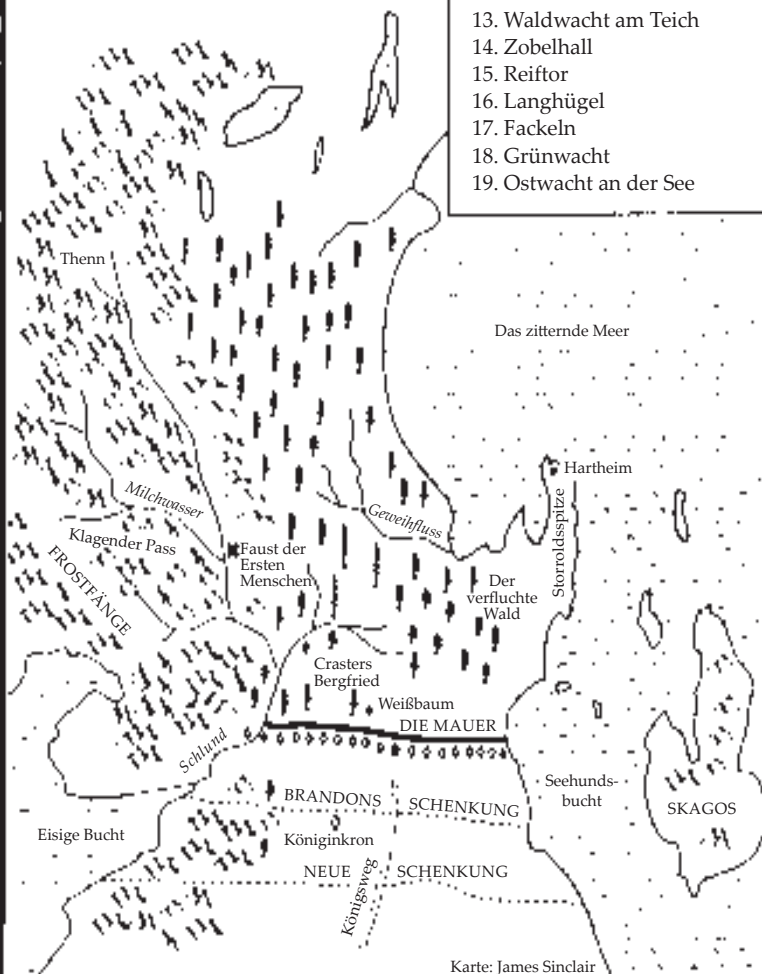 13. Waldwacht am Teich
14. Zobelhall
15. Reiftor
16. Langhügel
17. Fackeln
18. Grünwacht
19. Ostwacht an der See
Thenn
Das zitternde Meer
Hartheim
Storroldsspitze
Milchwasser
Geweihfluss
Klagender Pass
FROSTFÄNGE
Faust der
Ersten
Menschen
Der
verfluchte
Wald
Crasters
Bergfried
Weißbaum
DIE MAUER
Schlund
Seehunds-
bucht
SKAGOS
BRANDONS SCHENKUNG
Eisige Bucht
Königinkron
NEUE SCHENKUNG
Königsweg
Karte: James Sinclair